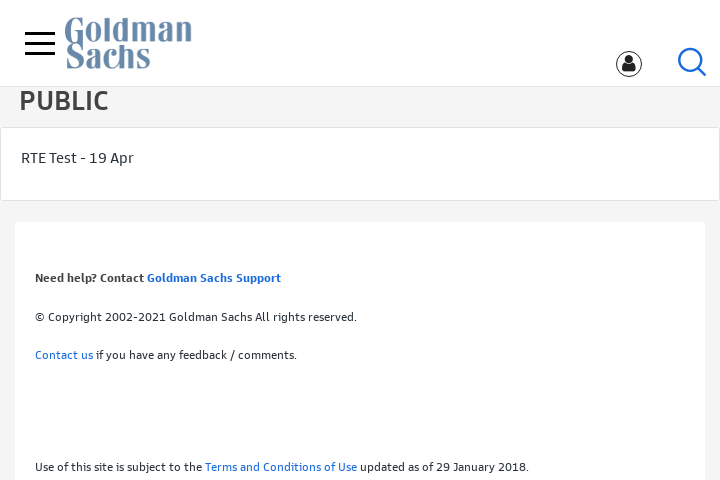 Goldman
Sachs
PUBLIC
RTE Test - 19 Apr
Need help? Contact Goldman Sachs Support
© Copyright 2002-2021 Goldman Sachs All rights reserved.
Contact us if you have any feedback / comments.
Use of this site is subject to the Terms and Conditions of Use updated as of 29 January 2018.